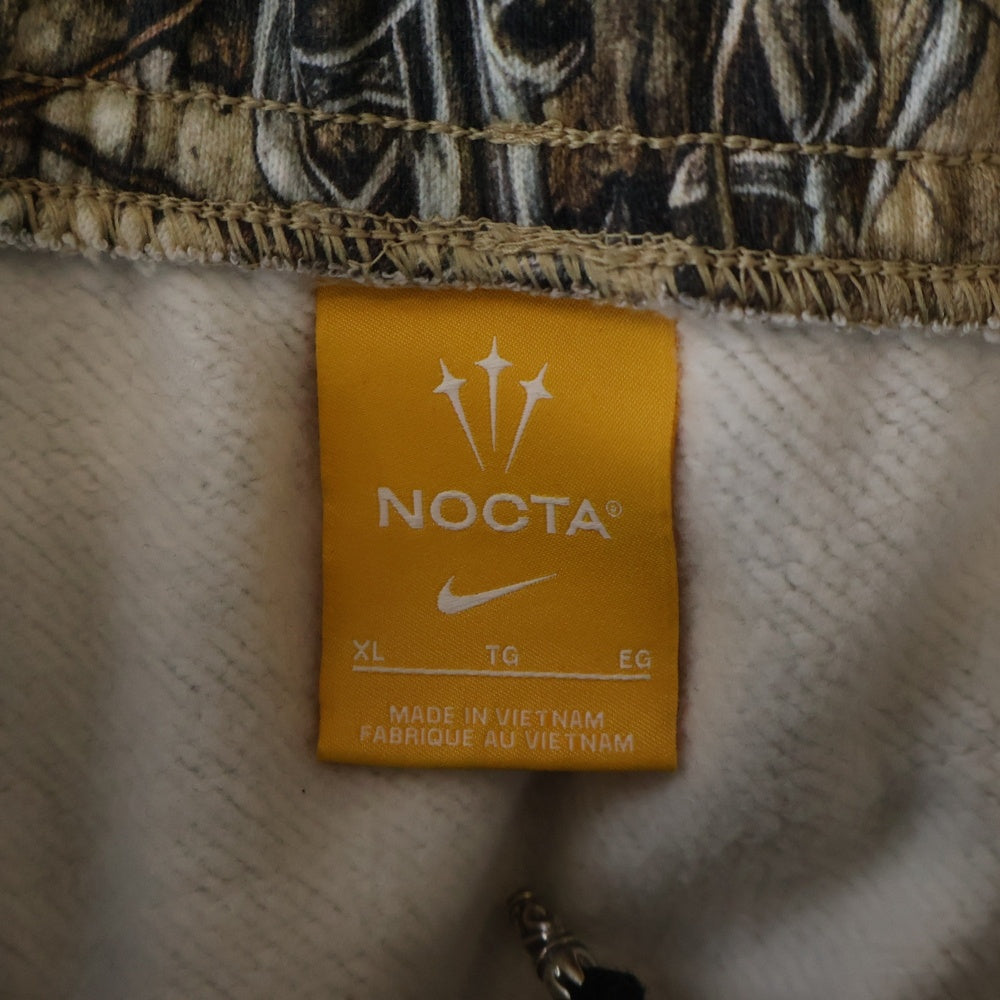 NOCTA®
XL TG EG
MADE IN VIETNAM
FABRIQUE AU VIETNAM